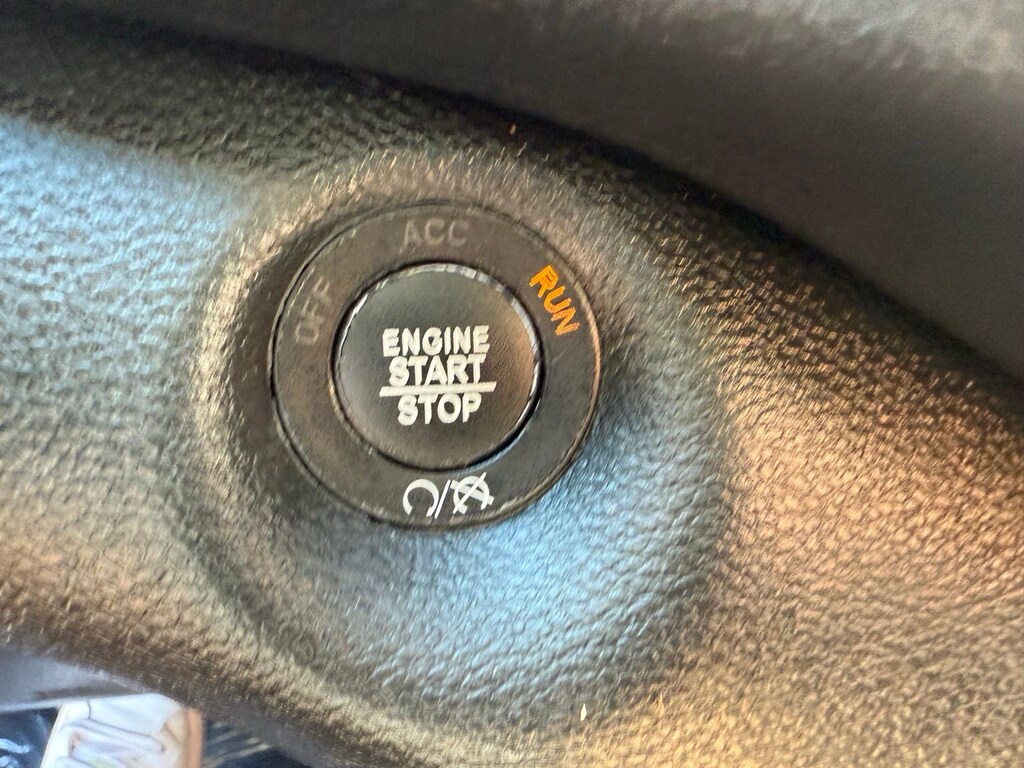 OFF
ACC
RUN
ENGINE
START
STOP